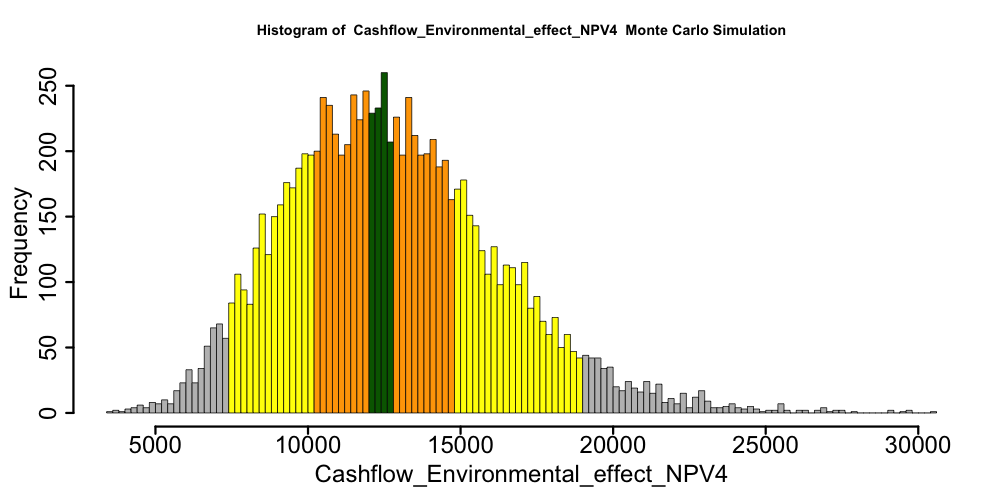 Histogram of  Cashflow_Environmental_effect_NPV4  Monte Carlo Simulation
250
200
150
100
50
0
Frequency
5000 10000 15000 20000 25000 30000
Cashflow_Environmental_effect_NPV4